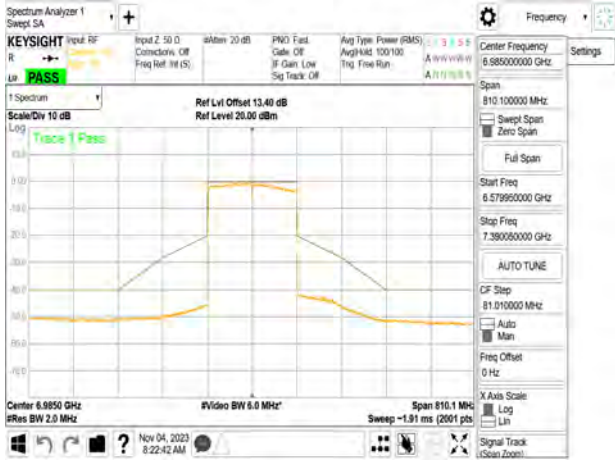 Spectrum Analyzer 1
Swept SA
Frequency
KEYSIGHT Input: RF
R
LW PASS
Input Z: 50 Ω
Corrections: Off
Freq Ref: Int (S)
#Atten: 20 dB
PNO: Fast
Gate: Off
IF Gain: Low
Sig Track: Off
Avg Type: Power (RMS)
Avg|Hold: 100/100
Trig: Free Run
A W W W W W
A N N N N N
1 Spectrum
Scale/Div 10 dB
Ref Lvl Offset 13.40 dB
Ref Level 20.00 dBm
Log
Trace 1 Pass
Center 6.9850 GHz
#Res BW 2.0 MHz
#Video BW 6.0 MHz*
Span 810.1 MHz
Sweep ~1.91 ms (2001 pts)
Nov 04, 2023
8:22:42 AM
Center Frequency
6.985000000 GHz
Settings
Span
810.100000 MHz
Swept Span
Zero Span
Full Span
Start Freq
6.579950000 GHz
Stop Freq
7.390050000 GHz
AUTO TUNE
CF Step
81.010000 MHz
Auto
Man
Freq Offset
0 Hz
X Axis Scale
Log
Lin
Signal Track
(Span Zoom)